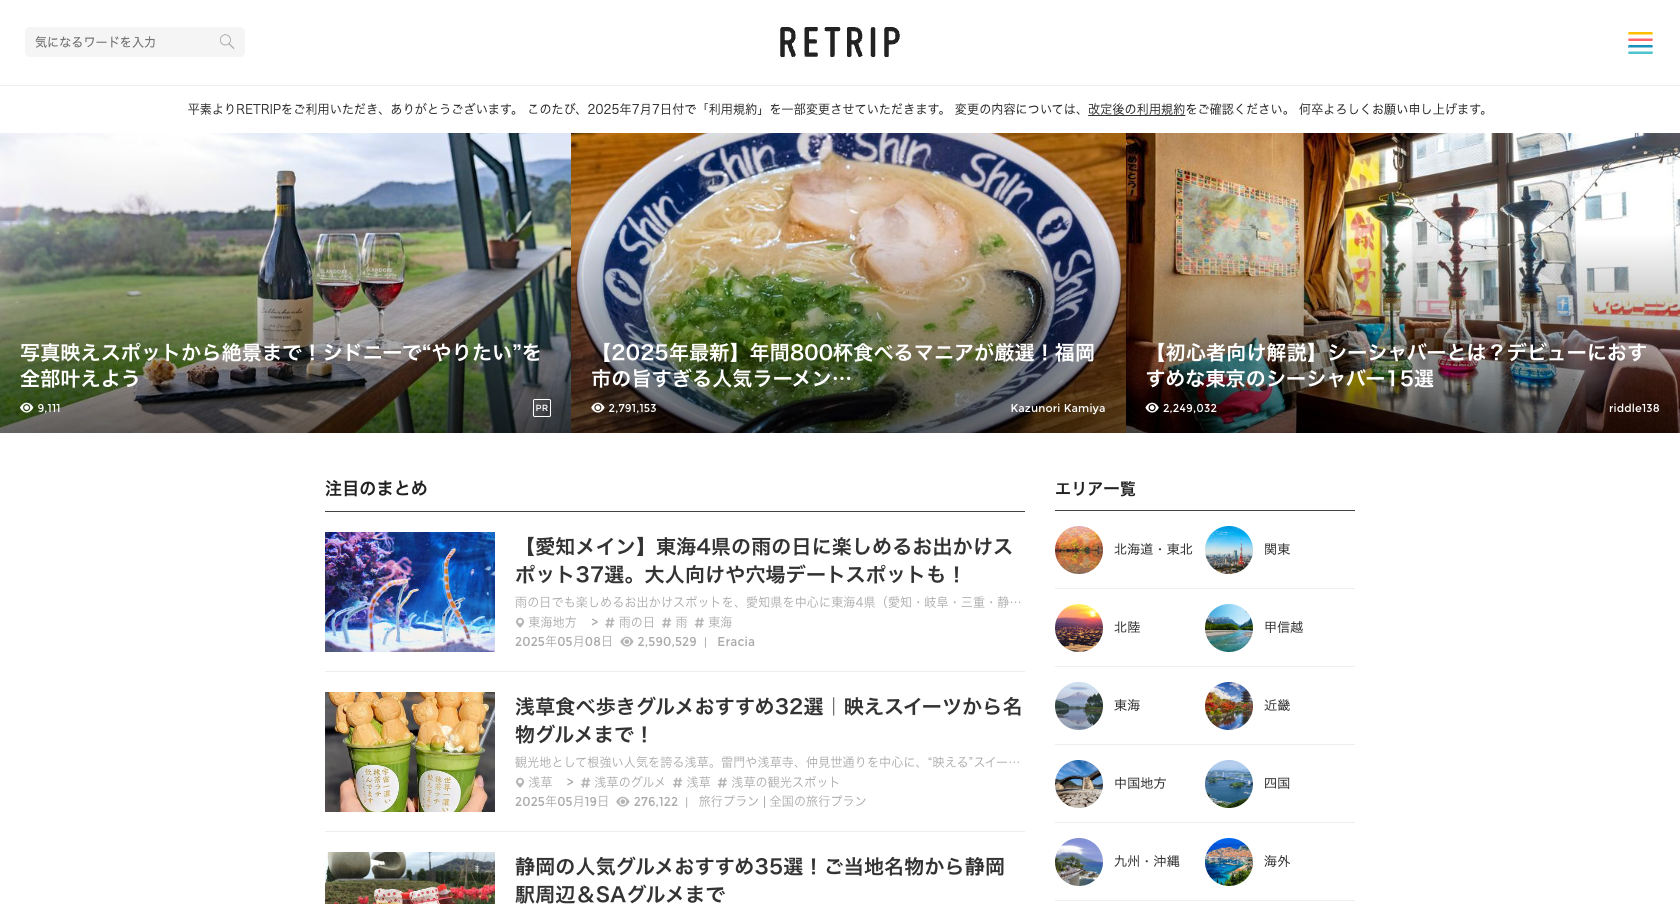 気になるワードを入力
RETRIP
平素よりRETRIPをご利用いただき、ありがとうございます。 このたび、2025年7月7日付で「利用規約」を一部変更させていただきます。 変更の内容については、改定後の利用規約をご確認ください。 何卒よろしくお願い申し上げます。
Shin Shin Shin Shin
写真映えスポットから絶景まで！シドニーで“やりたい”を
全部叶えよう
9,111
PR
【2025年最新】年間800杯食べるマニアが厳選！福岡
市の旨すぎる人気ラーメン…
2,791,153
Kazunori Kamiya
【初心者向け解説】シーシャバーとは？デビューにおす
すめな東京のシーシャバー15選
2,249,032
riddle138
注目のまとめ
【愛知メイン】東海4県の雨の日に楽しめるお出かけス
ポット37選。大人向けや穴場デートスポットも！
雨の日でも楽しめるお出かけスポットを、愛知県を中心に東海4県（愛知・岐阜・三重・静…
東海地方 > # 雨の日 # 雨 # 東海
2025年05月08日 2,590,529 | Eracia
浅草食べ歩きグルメおすすめ32選｜映えスイーツから名
物グルメまで！
観光地として根強い人気を誇る浅草。雷門や浅草寺、仲見世通りを中心に、“映える”スイー…
浅草 > # 浅草のグルメ # 浅草 # 浅草の観光スポット
2025年05月19日 276,122 | 旅行プラン | 全国の旅行プラン
静岡の人気グルメおすすめ35選！ご当地名物から静岡
駅周辺＆SAグルメまで
エリア一覧
北海道・東北
関東
北陸
甲信越
東海
近畿
中国地方
四国
九州・沖縄
海外